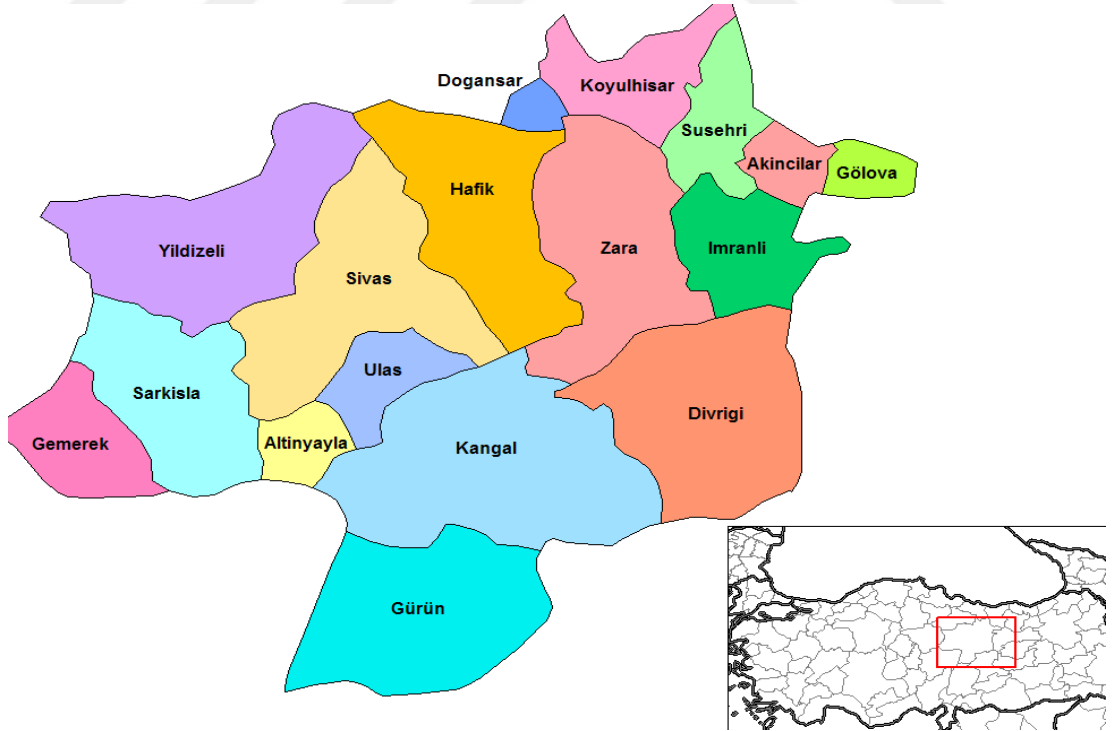 Dogansar
Koyulhisar
Susehri
Akincilar
Gölova
Hafik
Yildizeli
Zara
Imranli
Sivas
Ulas
Sarkisla
Divrigi
Gemerek
Altinyayla
Kangal
Gürün